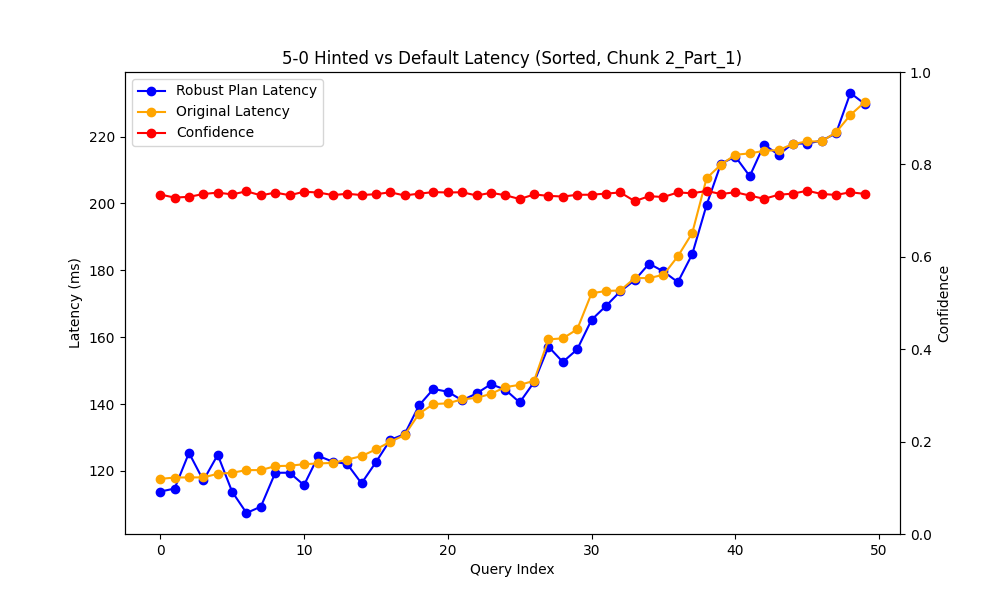 5-0 Hinted vs Default Latency (Sorted, Chunk 2_Part_1)
Robust Plan Latency
Original Latency
Confidence
Latency (ms)
220
200
180
160
140
120
1.0
0.8
0.6
0.4
0.2
0.0
Confidence
0 10 20 30 40 50
Query Index